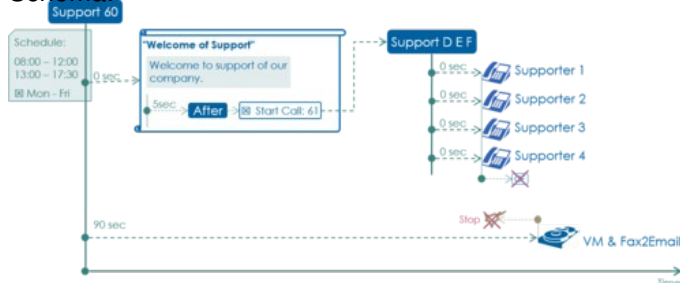 Schema:
Support 60
Schedule:
08:00 – 12:00
13:00 – 17:30
Mon - Fri
0 sec
"Welcome of Support"
Welcome to support of our
company.
5sec
After
Start Call: 61
Support D E F
0 sec
Supporter 1
0 sec
Supporter 2
0 sec
Supporter 3
0 sec
Supporter 4
90 sec
Stop
VM & Fax2Email
Time